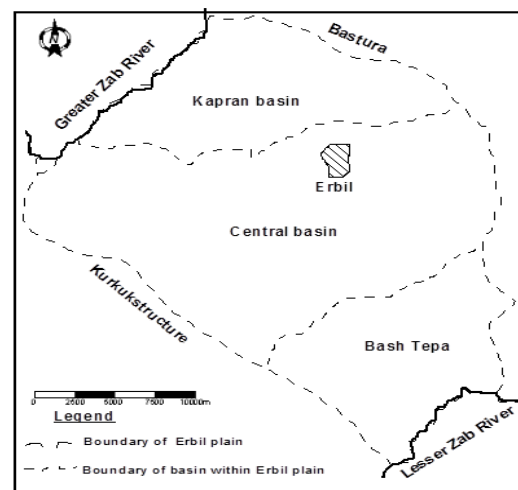 N
Bastura
Greater Zab River
Kapran basin
Erbil
Central basin
Kurkukstructure
Bash Tepa
0 2500 5000 7500 10000m
Legend
Boundary of Erbil plain
Boundary of basin within Erbil plain
Lesser Zab River